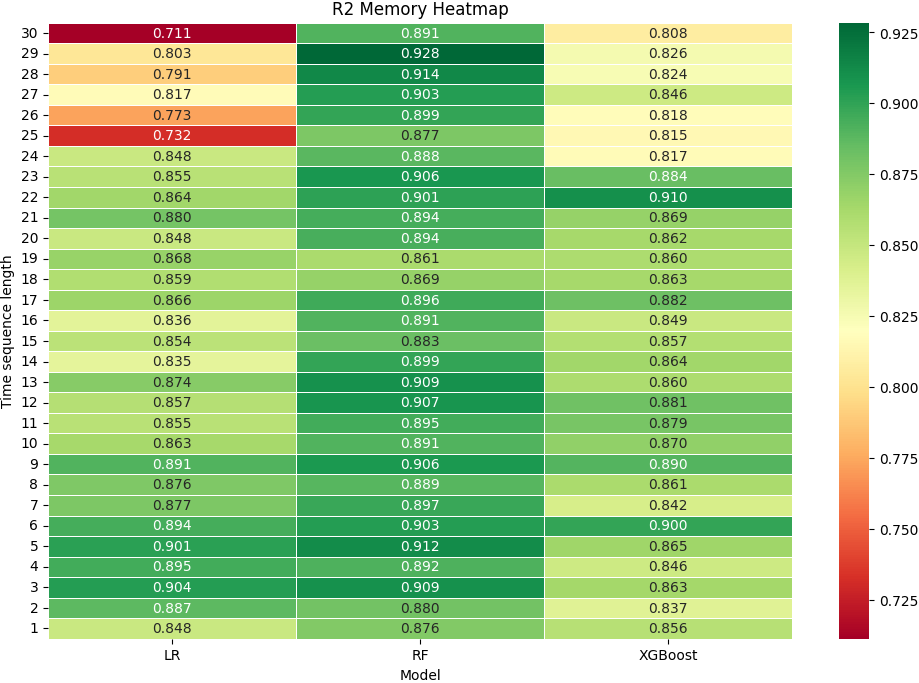 R2 Memory Heatmap
30 0.711 0.891 0.808
29 0.803 0.928 0.826
28 0.791 0.914 0.824
27 0.817 0.903 0.846
26 0.773 0.899 0.818
25 0.732 0.877 0.815
24 0.848 0.888 0.817
23 0.855 0.906 0.884
22 0.864 0.901 0.910
21 0.880 0.894 0.869
20 0.848 0.894 0.862
19 0.868 0.861 0.860
18 0.859 0.869 0.863
17 0.866 0.896 0.882
16 0.836 0.891 0.849
15 0.854 0.883 0.857
14 0.835 0.899 0.864
13 0.874 0.909 0.860
12 0.857 0.907 0.881
11 0.855 0.895 0.879
10 0.863 0.891 0.870
9 0.891 0.906 0.890
8 0.876 0.889 0.861
7 0.877 0.897 0.842
6 0.894 0.903 0.900
5 0.901 0.912 0.865
4 0.895 0.892 0.846
3 0.904 0.909 0.863
2 0.887 0.880 0.837
1 0.848 0.876 0.856
LR RF XGBoost
Model
Time sequence length
0.925
0.900
0.875
0.850
0.825
0.800
0.775
0.750
0.725